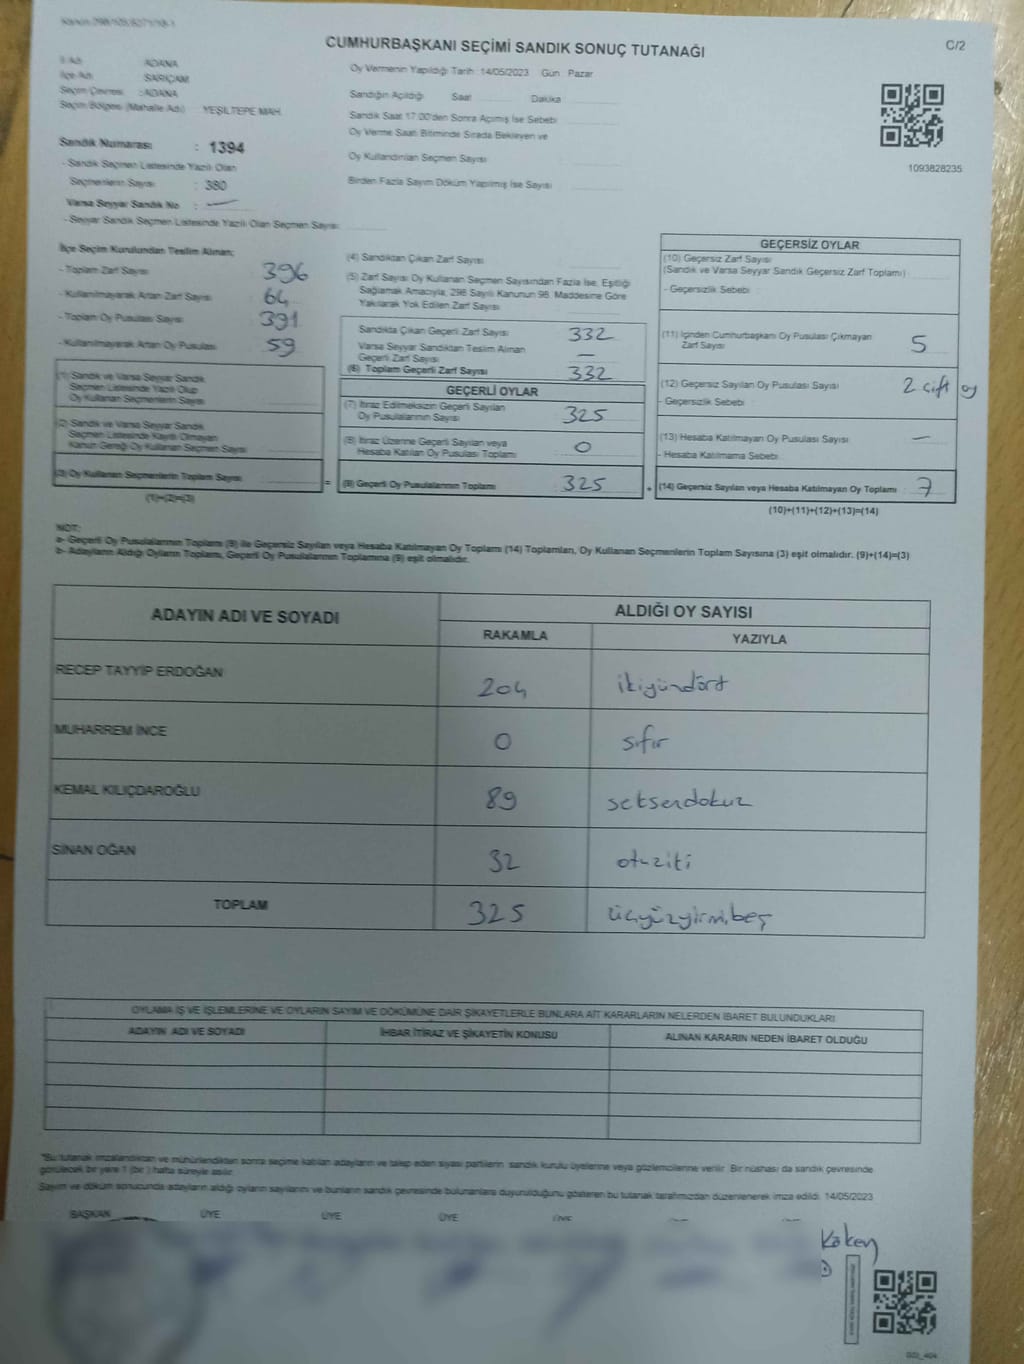 CUMHURBAŞKANI SEÇİMİ SANDIK SONUÇ TUTANAĞI
C/2
İl Adı : ADANA
İlçe Adı : SARIÇAM
Seçim Çevresi : ADANA
Seçim Bölgesi (Mahalle Adı) : YEŞİLTEPE MAH.
Sandık Numarası : 1394
- Sandık Seçmen Listesinde Yazılı Olan
Seçmenlerin Sayısı : 380
Varsa Seyyar Sandık No : —
- Seyyar Sandık Seçmen Listesinde Yazılı Olan Seçmen Sayısı:
Oy Vermenin Yapıldığı Tarih :14/05/2023 Gün : Pazar
Sandığın Açıldığı Saat Dakika
Sandık Saat 17.00'den Sonra Açılmış İse Sebebi
Oy Verme Saati Bitiminde Sırada Bekleyen ve
Oy Kullandırılan Seçmen Sayısı
Birden Fazla Sayım Döküm Yapılmış İse Sayısı
1093828235
İlçe Seçim Kurulundan Teslim Alınan;
- Toplam Zarf Sayısı 396
- Kullanılmayarak Artan Zarf Sayısı 64
- Toplam Oy Pusulası Sayısı 391
- Kullanılmayarak Artan Oy Pusulası 59
(1) Sandık ve Varsa Seyyar Sandık
Seçmen Listesinde Yazılı Olup
Oy Kullanan Seçmenlerin Sayısı
(2) Sandık ve Varsa Seyyar Sandık
Seçmen Listesinde Kayıtlı Olmayan
Kanun Gereği Oy Kullanan Seçmen Sayısı
(3) Oy Kullanan Seçmenlerin Toplam Sayısı =
(1)+(2)=(3)
(4) Sandıktan Çıkan Zarf Sayısı
(5) Zarf Sayısı Oy Kullanan Seçmen Sayısından Fazla İse, Eşitliği
Sağlamak Amacıyla, 298 Sayılı Kanunun 98. Maddesine Göre
Yakılarak Yok Edilen Zarf Sayısı
Sandıkta Çıkan Geçerli Zarf Sayısı 332
Varsa Seyyar Sandıktan Teslim Alınan
Geçerli Zarf Sayısı —
(6) Toplam Geçerli Zarf Sayısı 332
GEÇERLİ OYLAR
(7) İtiraz Edilmeksizin Geçerli Sayılan
Oy Pusulalarının Sayısı 325
(8) İtiraz Üzerine Geçerli Sayılan veya
Hesaba Katılan Oy Pusulası Toplamı 0
(9) Geçerli Oy Pusulalarının Toplamı 325 +
GEÇERSİZ OYLAR
(10) Geçersiz Zarf Sayısı
(Sandık ve Varsa Seyyar Sandık Geçersiz Zarf Toplamı)
- Geçersizlik Sebebi :
(11) İçinden Cumhurbaşkanı Oy Pusulası Çıkmayan
Zarf Sayısı 5
(12) Geçersiz Sayılan Oy Pusulası Sayısı 2 çift oy
- Geçersizlik Sebebi :
(13) Hesaba Katılmayan Oy Pusulası Sayısı —
- Hesaba Katılmama Sebebi
(14) Geçersiz Sayılan veya Hesaba Katılmayan Oy Toplamı 7
(10)+(11)+(12)+(13)=(14)
NOT:
a- Geçerli Oy Pusulalarının Toplamı (9) ile Geçersiz Sayılan veya Hesaba Katılmayan Oy Toplamı (14) Toplamları, Oy Kullanan Seçmenlerin Toplam Sayısına (3) eşit olmalıdır. (9)+(14)=(3)
b- Adayların Aldığı Oyların Toplamı, Geçerli Oy Pusulalarının Toplamına (9) eşit olmalıdır.
ADAYIN ADI VE SOYADI
ALDIĞI OY SAYISI
RAKAMLA YAZIYLA
RECEP TAYYİP ERDOĞAN 204 ikiyüzdört
MUHARREM İNCE 0 sıfır
KEMAL KILIÇDAROĞLU 89 seksendokuz
SİNAN OĞAN 32 otuziki
TOPLAM 325 üçyüzyirmibeş
OYLAMA İŞ VE İŞLEMLERİNE VE OYLARIN SAYIM VE DÖKÜMÜNE DAİR ŞİKAYETLERLE BUNLARA AİT KARARLARIN NELERDEN İBARET BULUNDUKLARI
ADAYIN ADI VE SOYADI İHBAR İTİRAZ VE ŞİKAYETİN KONUSU ALINAN KARARIN NEDEN İBARET OLDUĞU
"Bu tutanak imzalandıktan ve mühürlendikten sonra seçime katılan adayların ve talep eden siyasi partilerin sandık kurulu üyelerine veya gözlemcilerine verilir. Bir nüshası da sandık çevresinde
görülecek bir yere 1 (bir ) hafta süreyle asılır.
Sayım ve döküm sonucunda adayların aldığı oyların sayılarını ve bunların sandık çevresinde bulunanlara duyurulduğunu gösteren bu tutanak tarafımızdan düzenlenerek imza edildi. 14/05/2023
BAŞKAN ÜYE ÜYE ÜYE ÜYE
Köken